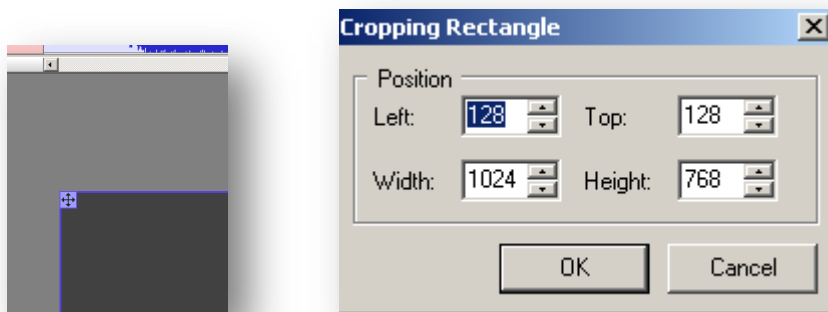 Cropping Rectangle
Position
Left: 128 Top: 128
Width: 1024 Height: 768
OK Cancel